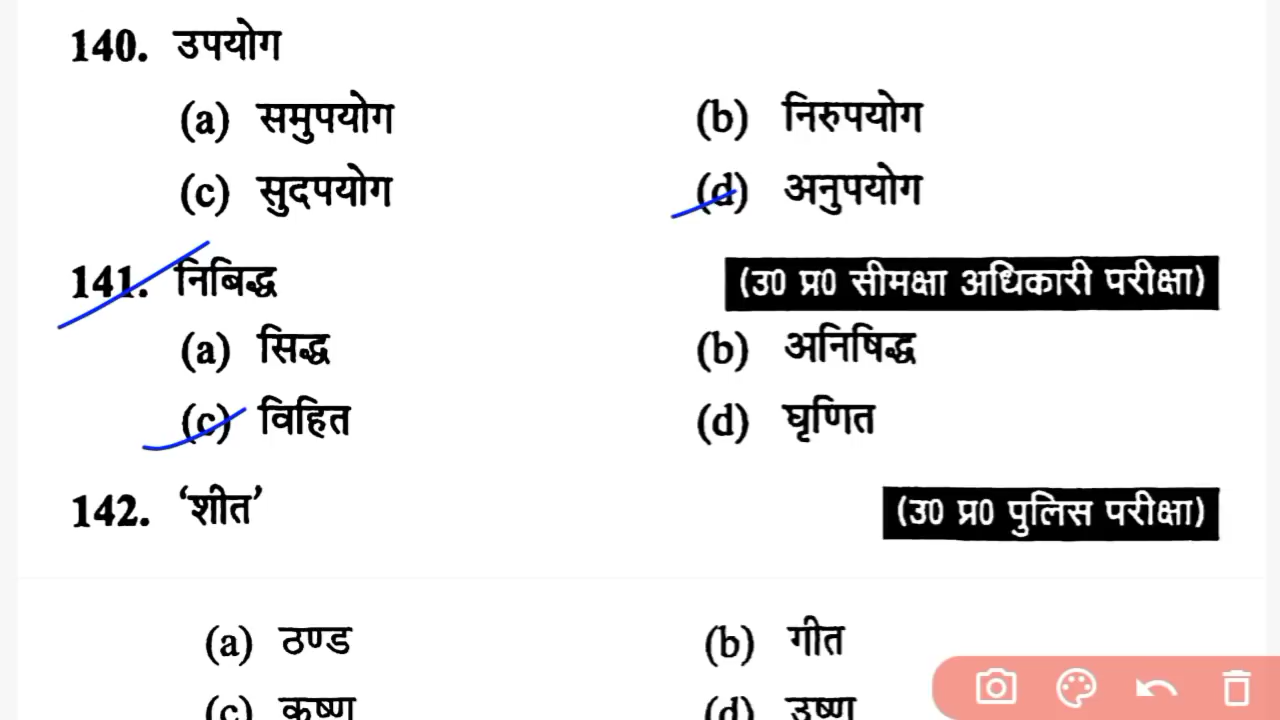 140. उपयोग
(a) समुपयोग (b) निरुपयोग
(c) सुदपयोग (d) अनुपयोग
141. निबिद्ध (उ0 प्र0 सीमक्षा अधिकारी परीक्षा)
(a) सिद्ध (b) अनिषिद्ध
(c) विहित (d) घृणित
142. ‘शीत’ (उ0 प्र0 पुलिस परीक्षा)
(a) ठण्ड (b) गीत
(c) कृष्ण (d) उष्ण